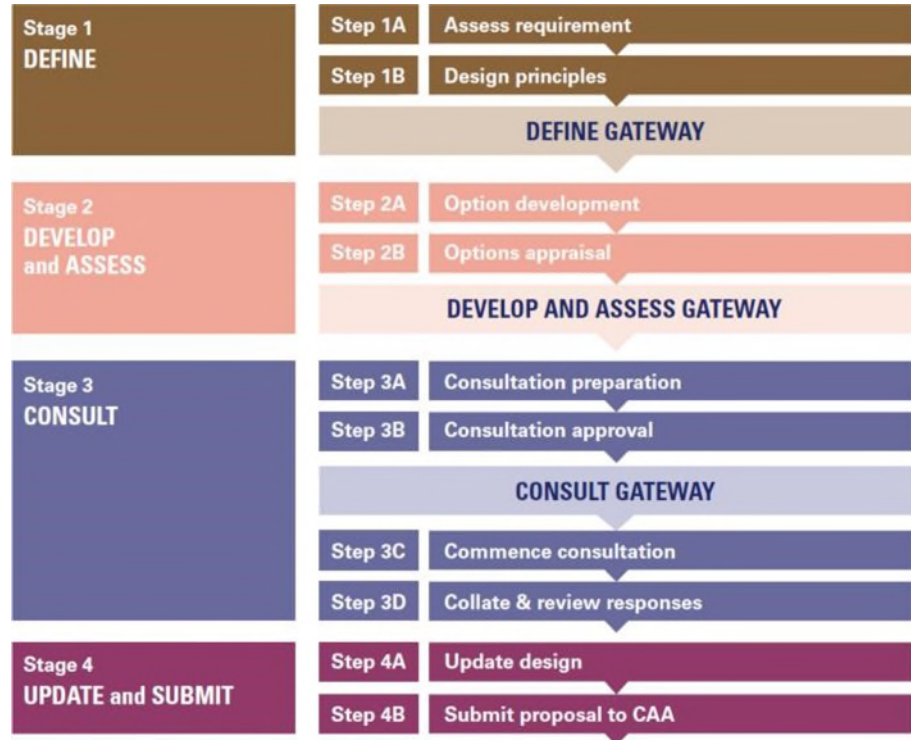 Stage 1
DEFINE
Step 1A Assess requirement
Step 1B Design principles
DEFINE GATEWAY
Stage 2
DEVELOP
and ASSESS
Step 2A Option development
Step 2B Options appraisal
DEVELOP AND ASSESS GATEWAY
Stage 3
CONSULT
Step 3A Consultation preparation
Step 3B Consultation approval
CONSULT GATEWAY
Step 3C Commence consultation
Step 3D Collate & review responses
Stage 4
UPDATE and SUBMIT
Step 4A Update design
Step 4B Submit proposal to CAA